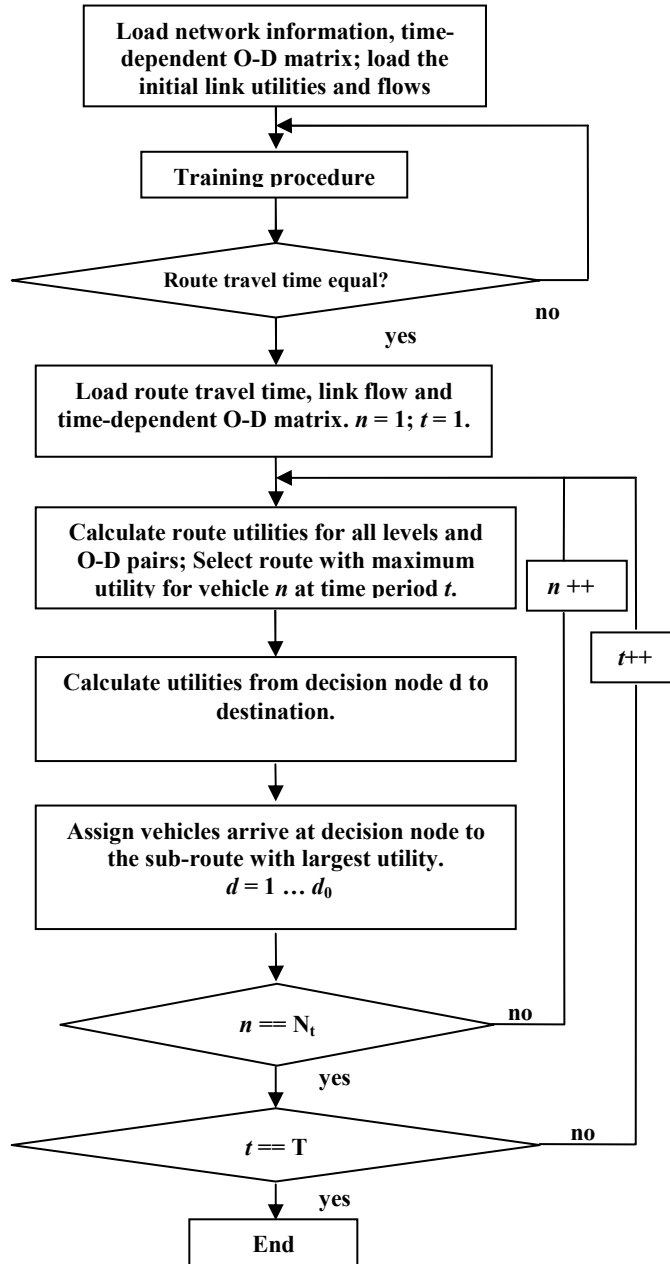 Load network information, time-
dependent O-D matrix; load the
initial link utilities and flows
Training procedure
Route travel time equal?
no
yes
Load route travel time, link flow and
time-dependent O-D matrix. n = 1; t = 1.
Calculate route utilities for all levels and
O-D pairs; Select route with maximum
utility for vehicle n at time period t.
n ++
t++
Calculate utilities from decision node d to
destination.
Assign vehicles arrive at decision node to
the sub-route with largest utility.
d = 1 … d₀
n == Nₜ
no
yes
t == T
no
yes
End